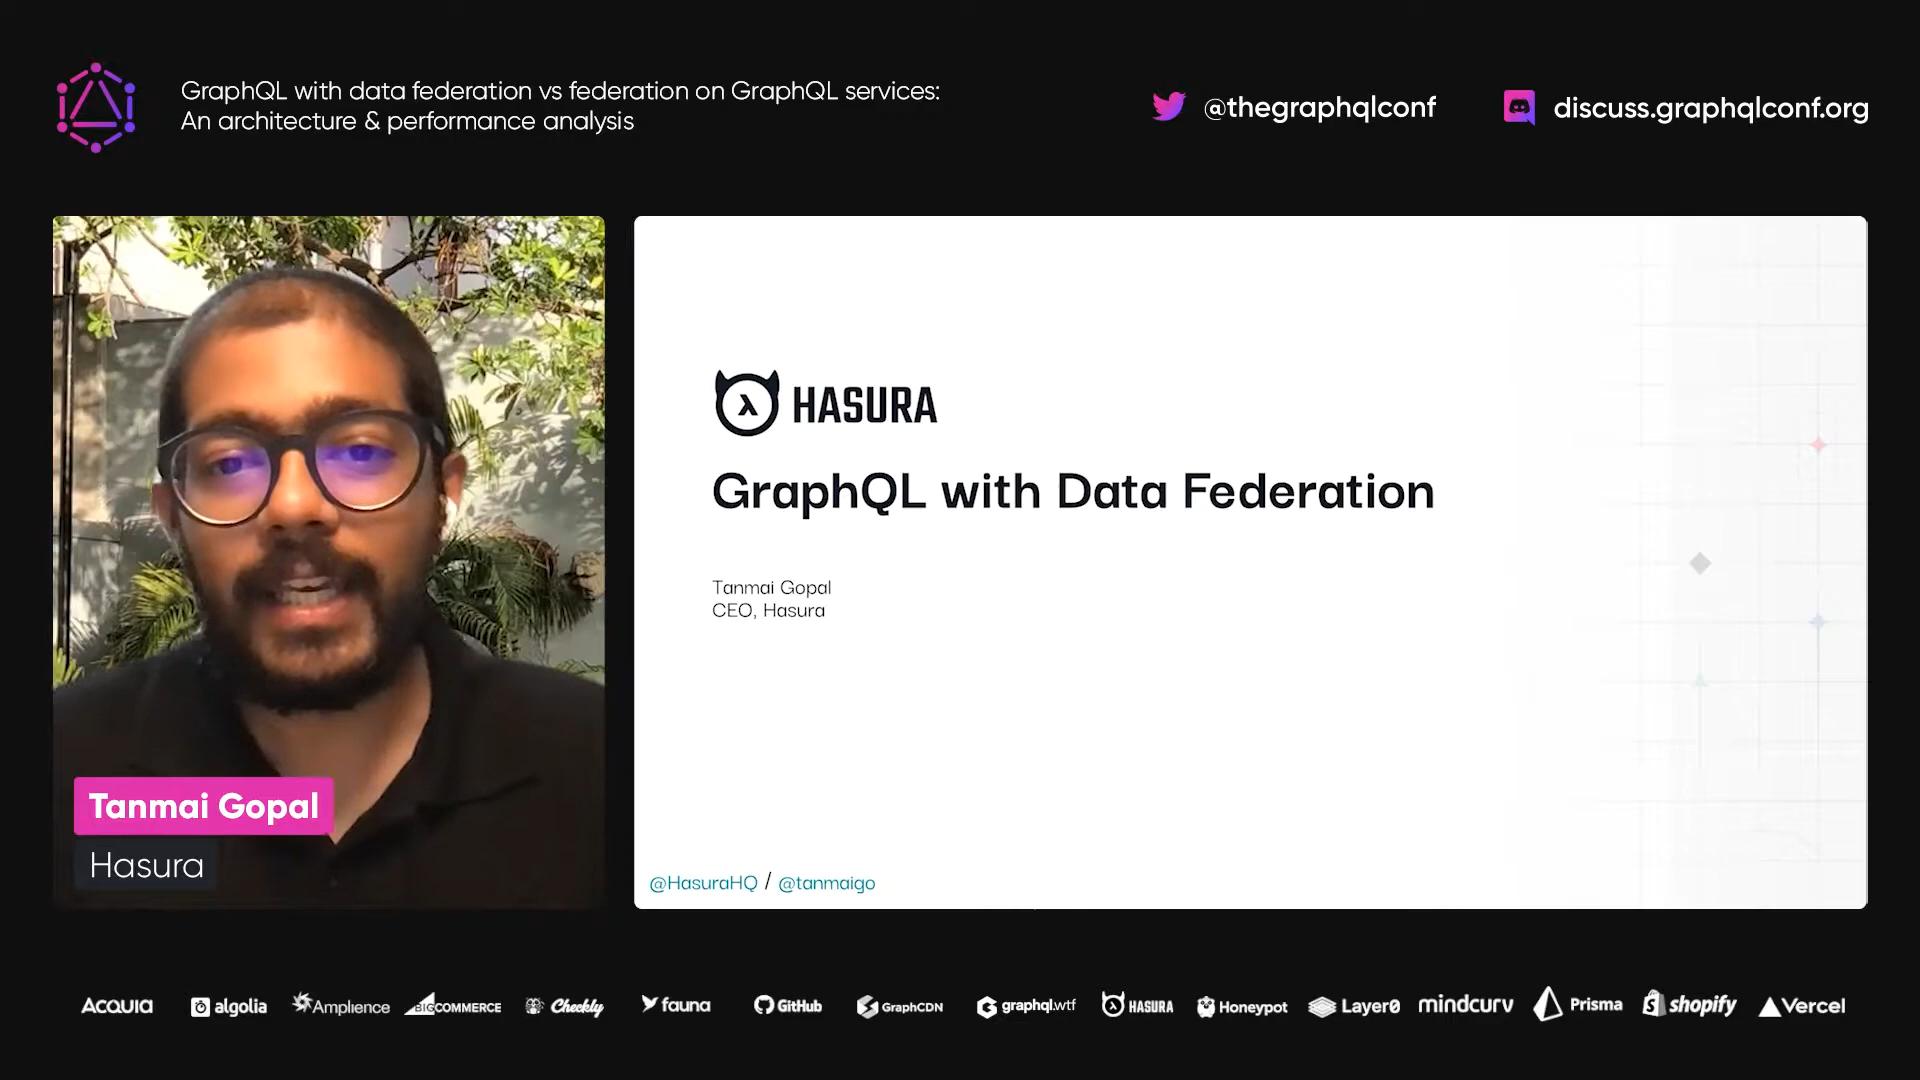 GraphQL with data federation vs federation on GraphQL services:
An architecture & performance analysis
@thegraphqlconf
discuss.graphqlconf.org
HASURA
GraphQL with Data Federation
Tanmai Gopal
CEO, Hasura
@HasuraHQ / @tanmaigo
Tanmai Gopal
Hasura
ACQUIA
algolia
Amplience
BIGCOMMERCE
Checkly
fauna
GitHub
GraphCDN
graphql.wtf
HASURA
Honeypot
Layer0
mindcurv
Prisma
shopify
Vercel